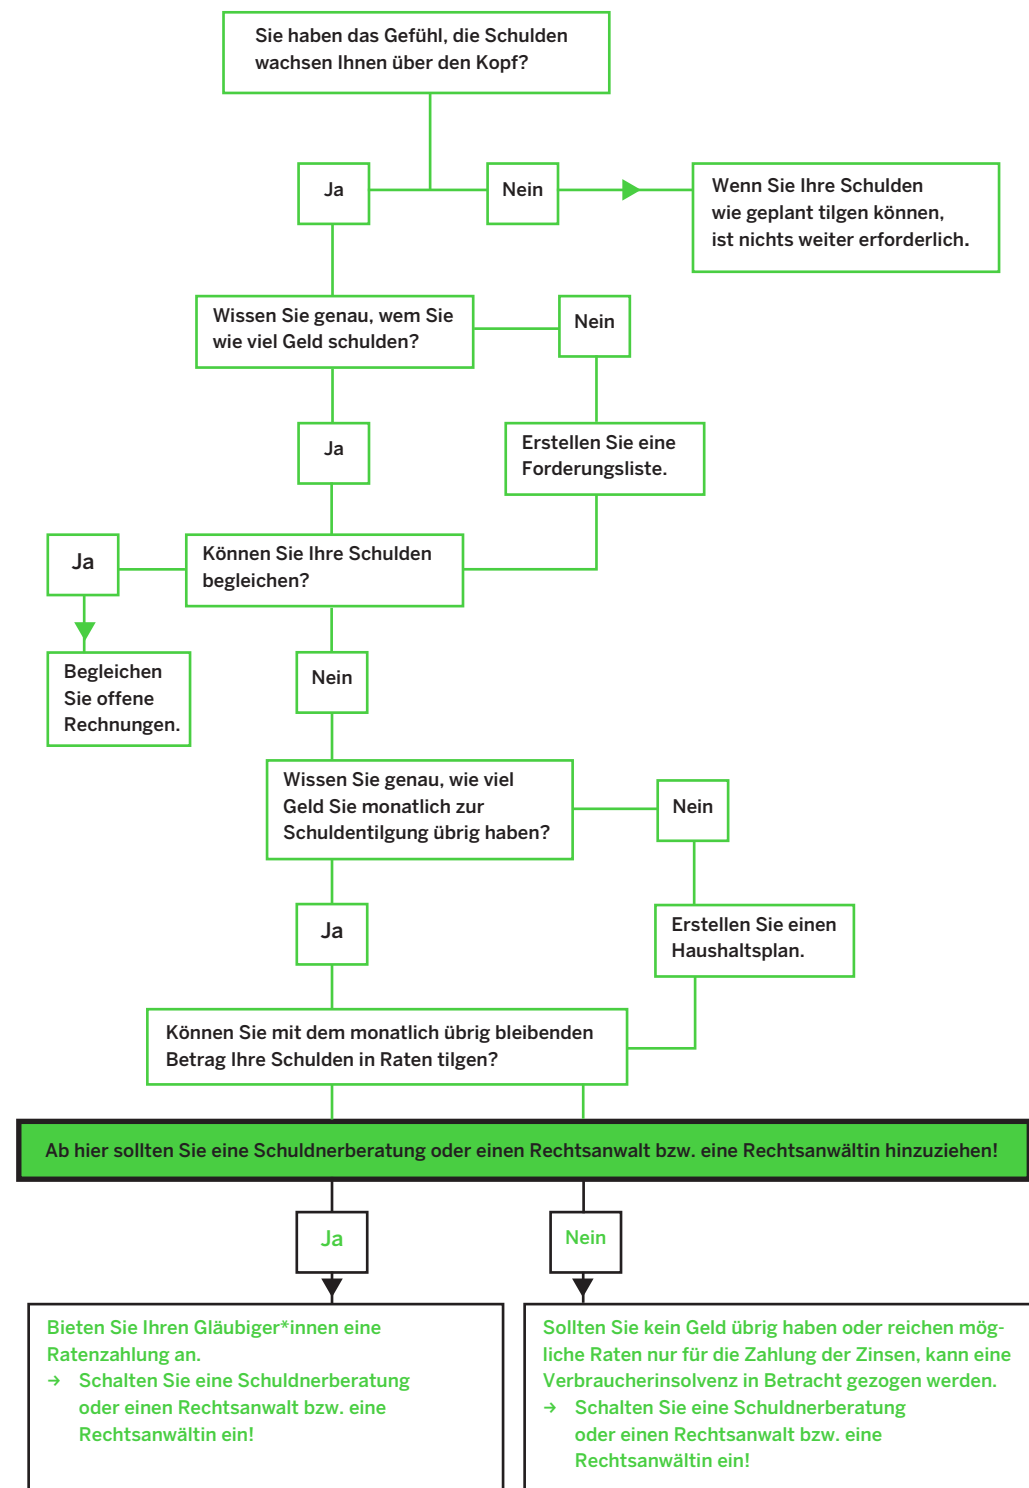 Sie haben das Gefühl, die Schulden
wachsen Ihnen über den Kopf?
Ja
Nein
Wenn Sie Ihre Schulden
wie geplant tilgen können,
ist nichts weiter erforderlich.
Wissen Sie genau, wem Sie
wie viel Geld schulden?
Nein
Ja
Erstellen Sie eine
Forderungsliste.
Ja
Können Sie Ihre Schulden
begleichen?
Begleichen
Sie offene
Rechnungen.
Nein
Wissen Sie genau, wie viel
Geld Sie monatlich zur
Schuldentilgung übrig haben?
Nein
Ja
Erstellen Sie einen
Haushaltsplan.
Können Sie mit dem monatlich übrig bleibenden
Betrag Ihre Schulden in Raten tilgen?
Ab hier sollten Sie eine Schuldnerberatung oder einen Rechtsanwalt bzw. eine Rechtsanwältin hinzuziehen!
Ja
Nein
Bieten Sie Ihren Gläubiger*innen eine
Ratenzahlung an.
→ Schalten Sie eine Schuldnerberatung
oder einen Rechtsanwalt bzw. eine
Rechtsanwältin ein!
Sollten Sie kein Geld übrig haben oder reichen mög-
liche Raten nur für die Zahlung der Zinsen, kann eine
Verbraucherinsolvenz in Betracht gezogen werden.
→ Schalten Sie eine Schuldnerberatung
oder einen Rechtsanwalt bzw. eine
Rechtsanwältin ein!